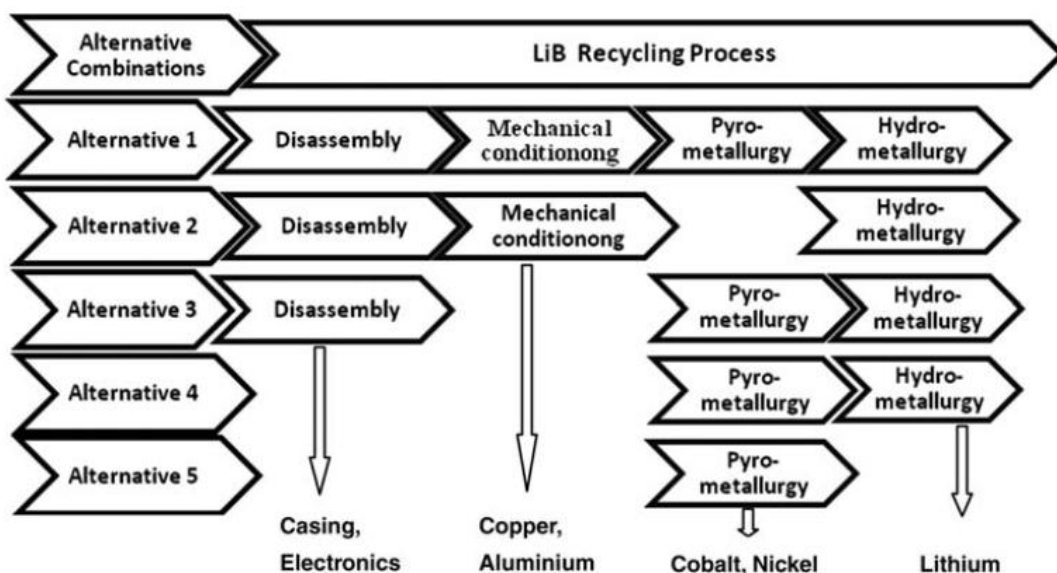 Alternative
Combinations
LiB Recycling Process
Alternative 1
Disassembly
Mechanical
conditionong
Pyro-
metallurgy
Hydro-
metallurgy
Alternative 2
Disassembly
Mechanical
conditionong
Hydro-
metallurgy
Alternative 3
Disassembly
Pyro-
metallurgy
Hydro-
metallurgy
Alternative 4
Pyro-
metallurgy
Hydro-
metallurgy
Alternative 5
Pyro-
metallurgy
Casing,
Electronics
Copper,
Aluminium
Cobalt, Nickel
Lithium